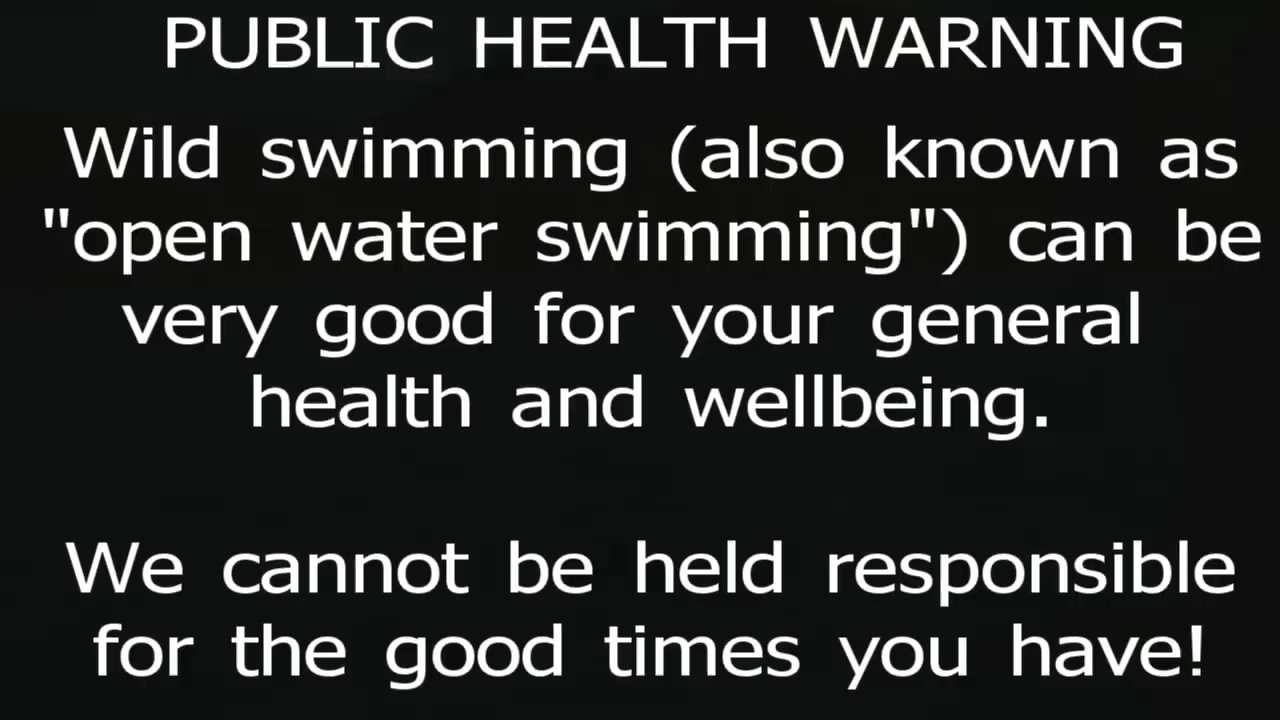 PUBLIC HEALTH WARNING
Wild swimming (also known as
"open water swimming") can be
very good for your general
health and wellbeing.
We cannot be held responsible
for the good times you have!